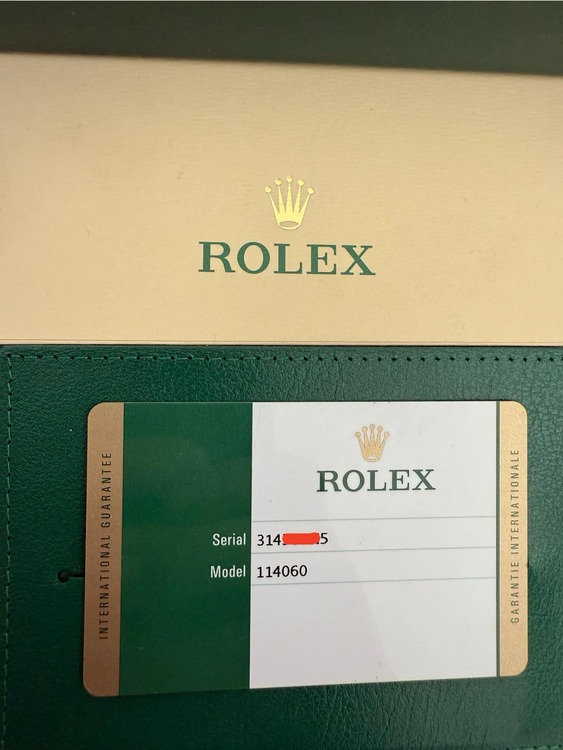 ROLEX
INTERNATIONAL GUARANTEE
ROLEX
Serial 314
5
Model 114060
GARANTIE INTERNATIONALE